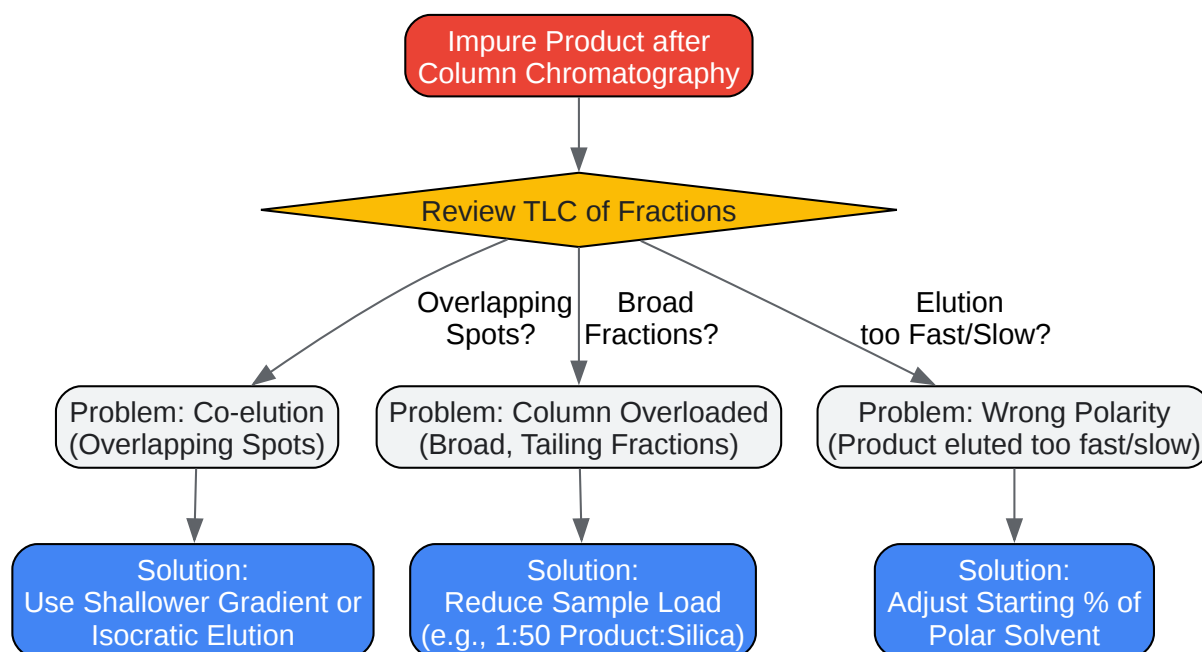 Impure Product after
Column Chromatography
Review TLC of Fractions
Overlapping
Spots?
Broad
Fractions?
Elution
too Fast/Slow?
Problem: Co-elution
(Overlapping Spots)
Problem: Column Overloaded
(Broad, Tailing Fractions)
Problem: Wrong Polarity
(Product eluted too fast/slow)
Solution:
Use Shallower Gradient or
Isocratic Elution
Solution:
Reduce Sample Load
(e.g., 1:50 Product:Silica)
Solution:
Adjust Starting % of
Polar Solvent